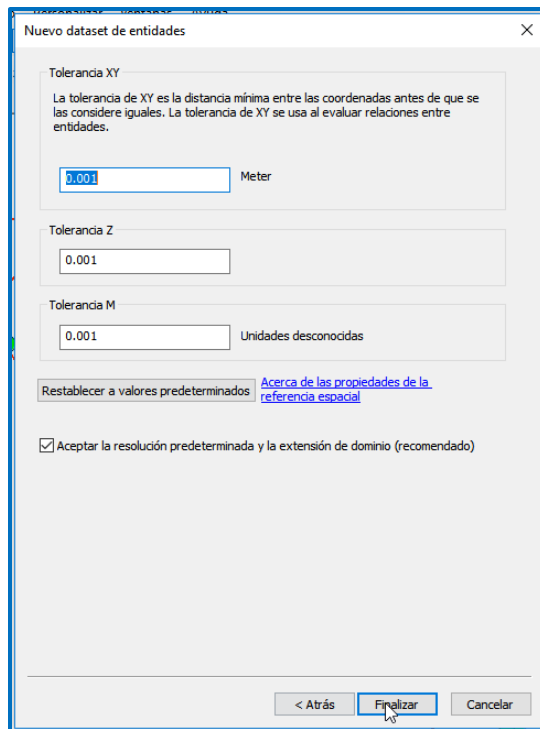 Personalizar Ventanas Ayuda
Nuevo dataset de entidades
Tolerancia XY
La tolerancia de XY es la distancia mínima entre las coordenadas antes de que se
las considere iguales. La tolerancia de XY se usa al evaluar relaciones entre
entidades.
0.001 Meter
Tolerancia Z
0.001
Tolerancia M
0.001 Unidades desconocidas
Restablecer a valores predeterminados
Acerca de las propiedades de la
referencia espacial
Aceptar la resolución predeterminada y la extensión de dominio (recomendado)
< Atrás Finalizar Cancelar